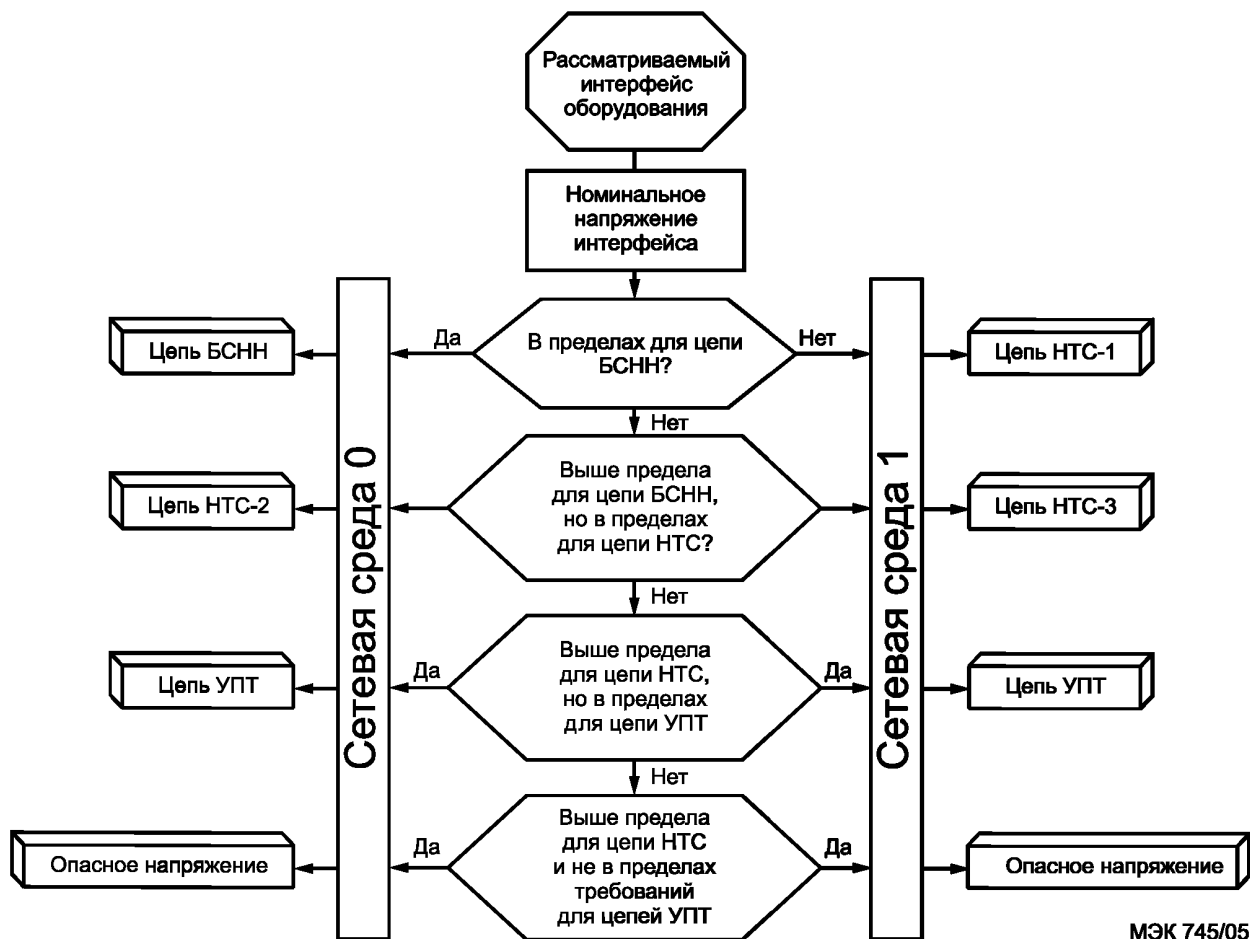 Рассматриваемый
интерфейс
оборудования
Номинальное
напряжение
интерфейса
Да
В пределах для цепи
БСНН?
Нет
Цепь БСНН
Цепь НТС-1
Нет
Сетевая среда 0
Сетевая среда 1
Выше предела
для цепи БСНН,
но в пределах
для цепи НТС?
Цепь НТС-2
Цепь НТС-3
Нет
Выше предела
для цепи НТС,
но в пределах
для цепи УПТ
Да
Да
Цепь УПТ
Цепь УПТ
Нет
Выше предела
для цепи НТС
и не в пределах
требований
для цепей УПТ
Да
Да
Опасное напряжение
Опасное напряжение
МЭК 745/05